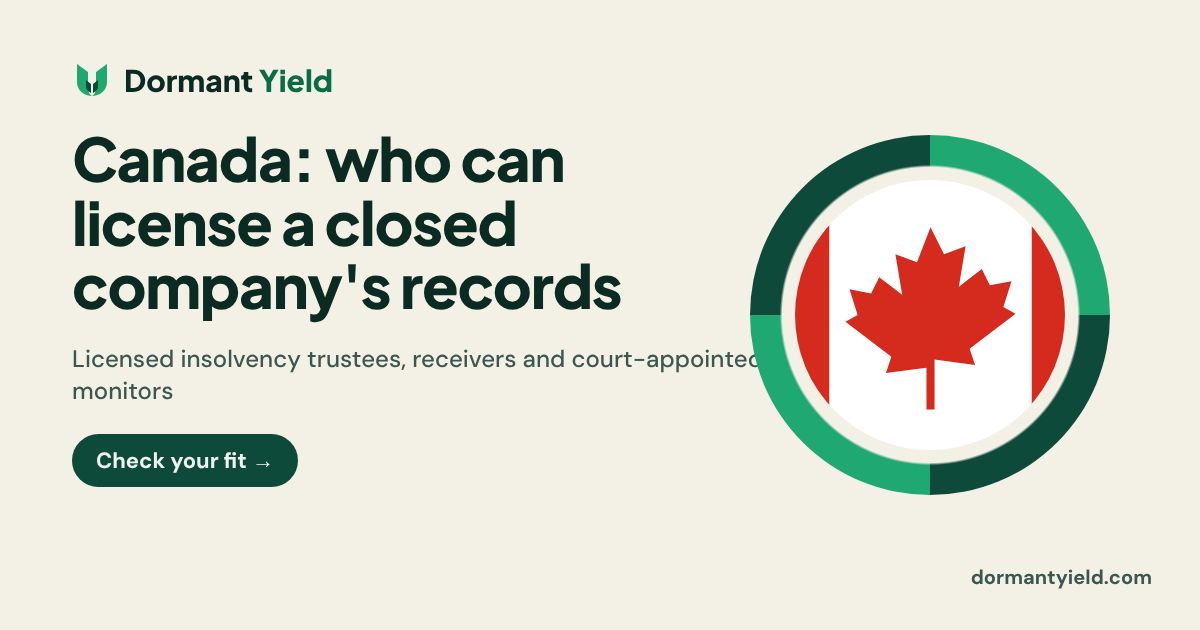 Dormant Yield
Canada: who can
license a closed
company's records
Licensed insolvency trustees, receivers and court-appointed
monitors
Check your fit →
dormantyield.com